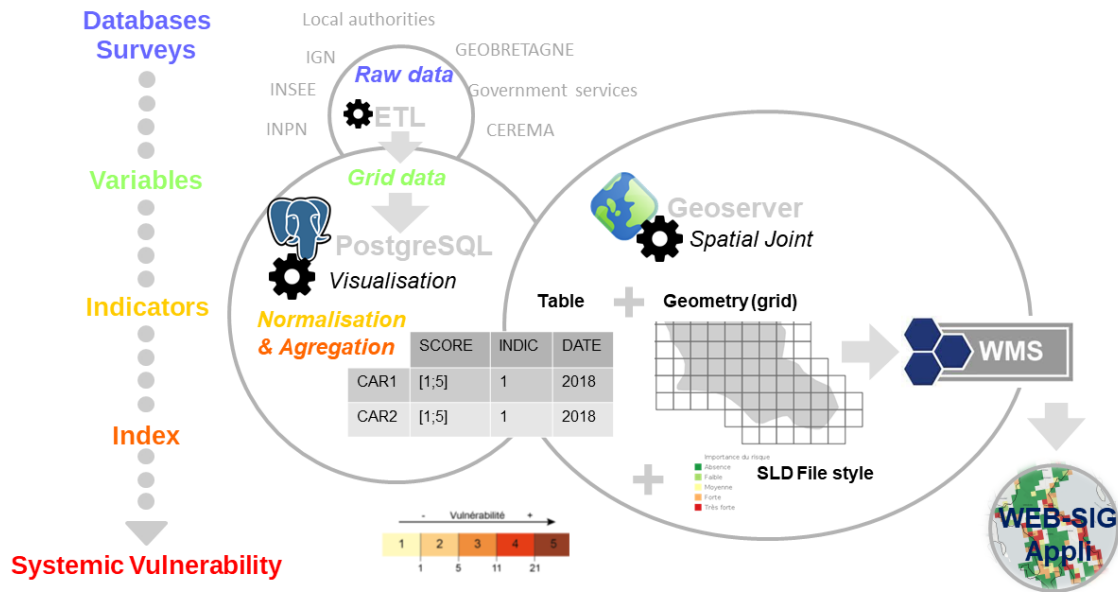 Databases
Surveys
Variables
Indicators
Index
Systemic Vulnerability
Local authorities
IGN
GEOBRETAGNE
INSEE
Raw data
Government services
INPN
ETL
CEREMA
Grid data
PostgreSQL
Visualisation
Normalisation
& Agregation
SCORE INDIC DATE
CAR1 [1;5] 1 2018
CAR2 [1;5] 1 2018
- Vulnérabilité +
1 2 3 4 5
1 5 11 21
Geoserver
Spatial Joint
Table + Geometry (grid)
WMS
+ SLD File style
Importance du risque
Absence
Faible
Moyenne
Forte
Très forte
WEB-SIG
Appli